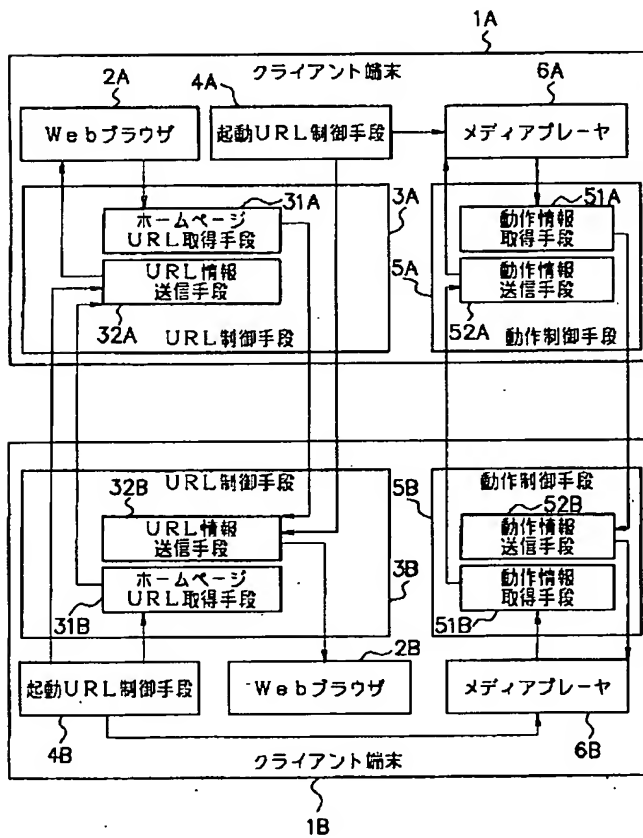 1A
クライアント端末
2A
4A
6A
Webブラウザ
起動URL制御手段
メディアプレーヤ
31A
3A
51A
ホームページ
URL取得手段
動作情報
取得手段
URL情報
送信手段
5A
動作情報
送信手段
32A
52A
URL制御手段
動作制御手段
URL制御手段
32B
5B
動作制御手段
52B
URL情報
送信手段
動作情報
送信手段
ホームページ
URL取得手段
3B
動作情報
取得手段
31B
51B
2B
起動URL制御手段
Webブラウザ
メディアプレーヤ
4B
6B
クライアント端末
1B